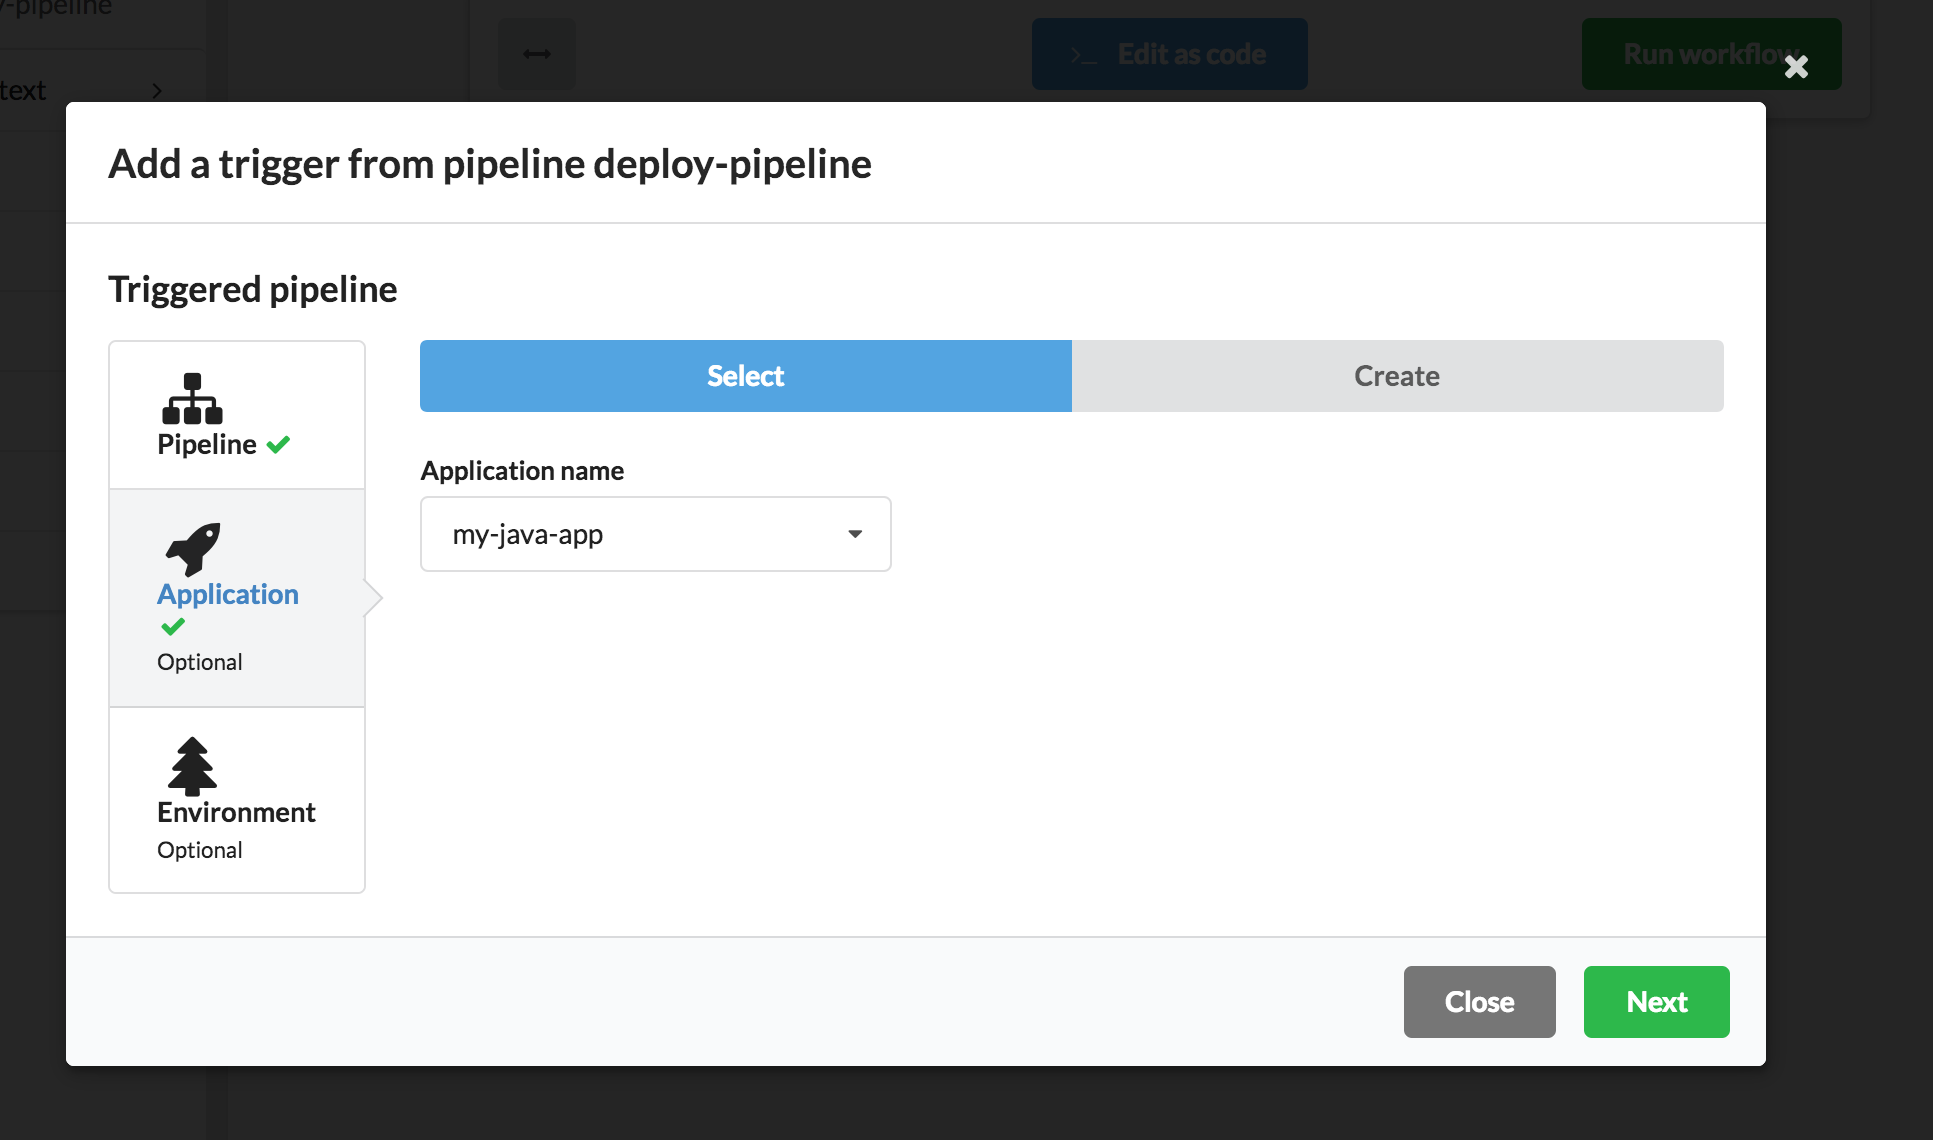 -pipeline
text
>_ Edit as code
Run workflow
Add a trigger from pipeline deploy-pipeline
Triggered pipeline
Pipeline
Application
Optional
Environment
Optional
Select
Create
Application name
my-java-app
Close
Next